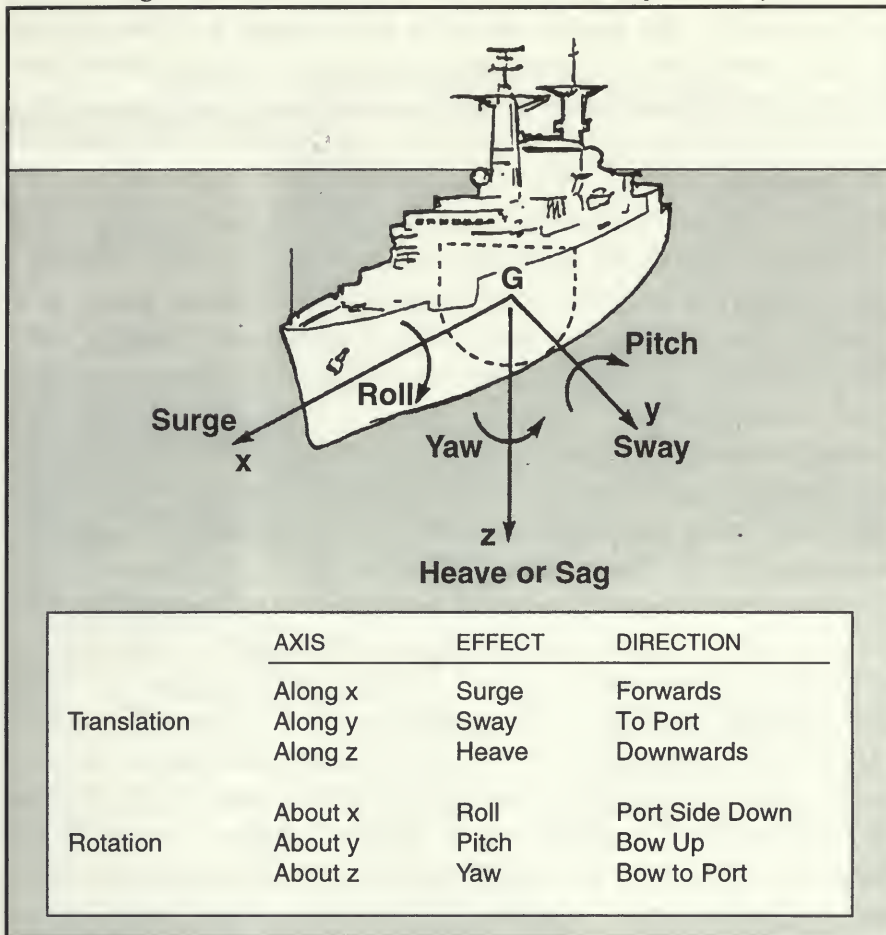 G
Pitch
Roll
Surge
y
x
Yaw
Sway
z
Heave or Sag
AXIS EFFECT DIRECTION
Along x Surge Forwards
Translation Along y Sway To Port
Along z Heave Downwards
About x Roll Port Side Down
Rotation About y Pitch Bow Up
About z Yaw Bow to Port